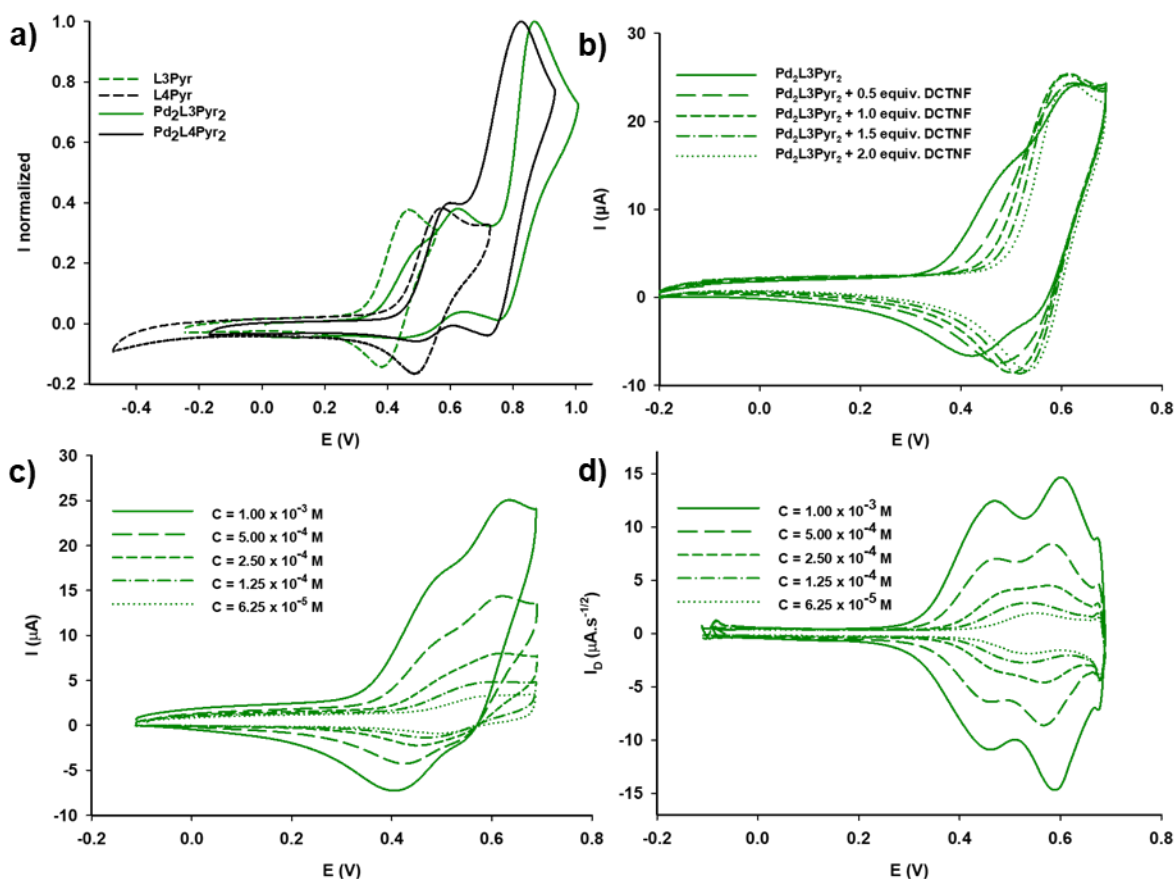 a)
I normalized
1.0
0.8
0.6
0.4
0.2
0.0
-0.2
-0.4 -0.2 0.0 0.2 0.4 0.6 0.8 1.0
E (V)
L3Pyr
L4Pyr
Pd₂L3Pyr₂
Pd₂L4Pyr₂
b)
I (µA)
30
20
10
0
-10
-0.2 0.0 0.2 0.4 0.6 0.8
E (V)
Pd₂L3Pyr₂
Pd₂L3Pyr₂ + 0.5 equiv. DCTNF
Pd₂L3Pyr₂ + 1.0 equiv. DCTNF
Pd₂L3Pyr₂ + 1.5 equiv. DCTNF
Pd₂L3Pyr₂ + 2.0 equiv. DCTNF
c)
I (µA)
30
25
20
15
10
5
0
-5
-10
-0.2 0.0 0.2 0.4 0.6 0.8
E (V)
C = 1.00 x 10⁻³ M
C = 5.00 x 10⁻⁴ M
C = 2.50 x 10⁻⁴ M
C = 1.25 x 10⁻⁴ M
C = 6.25 x 10⁻⁵ M
d)
I_D (µA.s⁻¹/²)
15
10
5
0
-5
-10
-15
-0.2 0.0 0.2 0.4 0.6 0.8
E (V)
C = 1.00 x 10⁻³ M
C = 5.00 x 10⁻⁴ M
C = 2.50 x 10⁻⁴ M
C = 1.25 x 10⁻⁴ M
C = 6.25 x 10⁻⁵ M